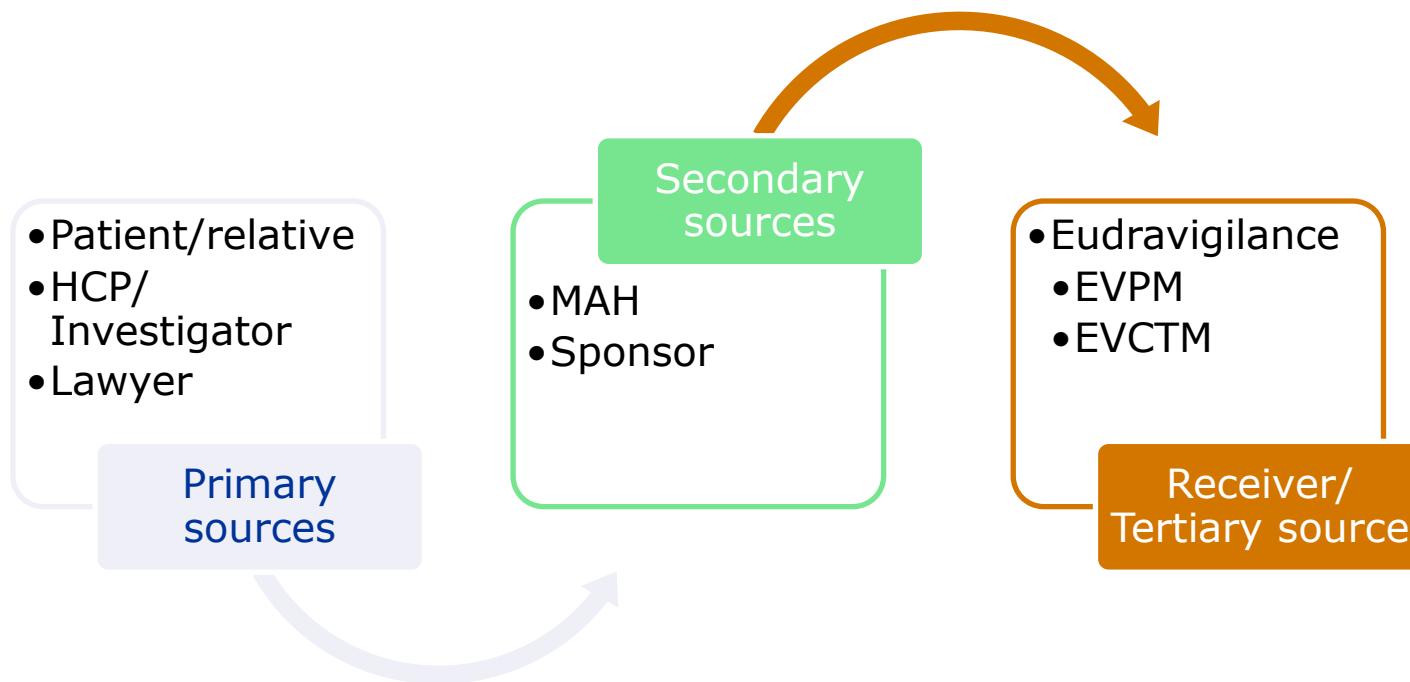 •Patient/relative
•HCP/
Investigator
•Lawyer
Primary
sources
Secondary
sources
•MAH
•Sponsor
•Eudravigilance
•EVPM
•EVCTM
Receiver/
Tertiary source